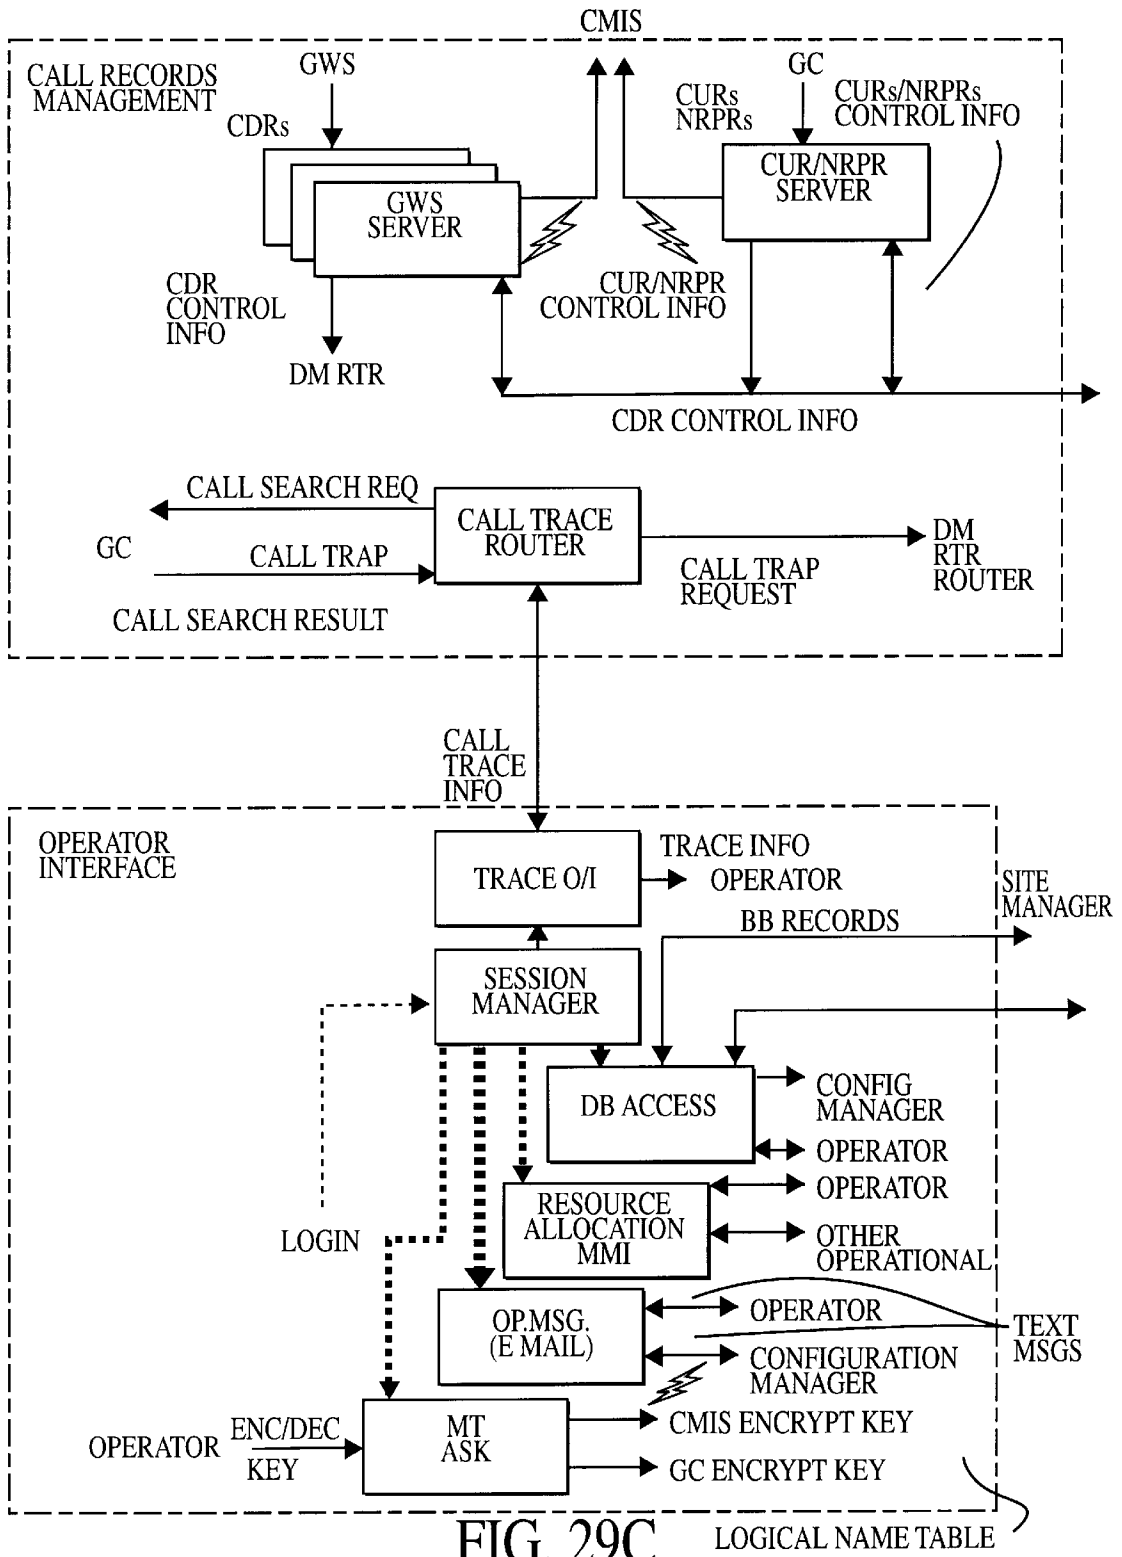 CMIS
CALL RECORDS
MANAGEMENT
GWS
GC
CDRs
CURs
NRPRs
CURs/NRPRs
CONTROL INFO
GWS
SERVER
CUR/NRPR
SERVER
CDR
CONTROL
INFO
CUR/NRPR
CONTROL INFO
DM RTR
CDR CONTROL INFO
CALL SEARCH REQ
CALL TRACE
ROUTER
GC
CALL TRAP
DM
RTR
ROUTER
CALL TRAP
REQUEST
CALL SEARCH RESULT
CALL
TRACE
INFO
OPERATOR
INTERFACE
TRACE O/I
TRACE INFO
OPERATOR
SITE
MANAGER
BB RECORDS
SESSION
MANAGER
DB ACCESS
CONFIG
MANAGER
OPERATOR
RESOURCE
ALLOCATION
MMI
OPERATOR
LOGIN
OTHER
OPERATIONAL
OP.MSG.
(E MAIL)
OPERATOR
TEXT
MSGS
CONFIGURATION
MANAGER
OPERATOR
ENC/DEC
KEY
MT
ASK
CMIS ENCRYPT KEY
GC ENCRYPT KEY
FIG. 29C
LOGICAL NAME TABLE